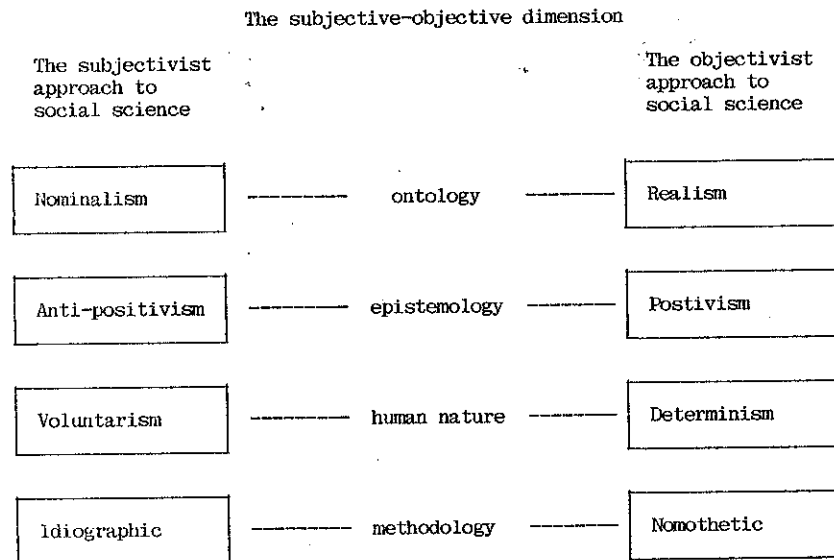 The subjective-objective dimension
The subjectivist
approach to
social science
The objectivist
approach to
social science
Nominalism
ontology
Realism
Anti-positivism
epistemology
Postivism
Voluntarism
human nature
Determinism
Idiographic
methodology
Nomothetic